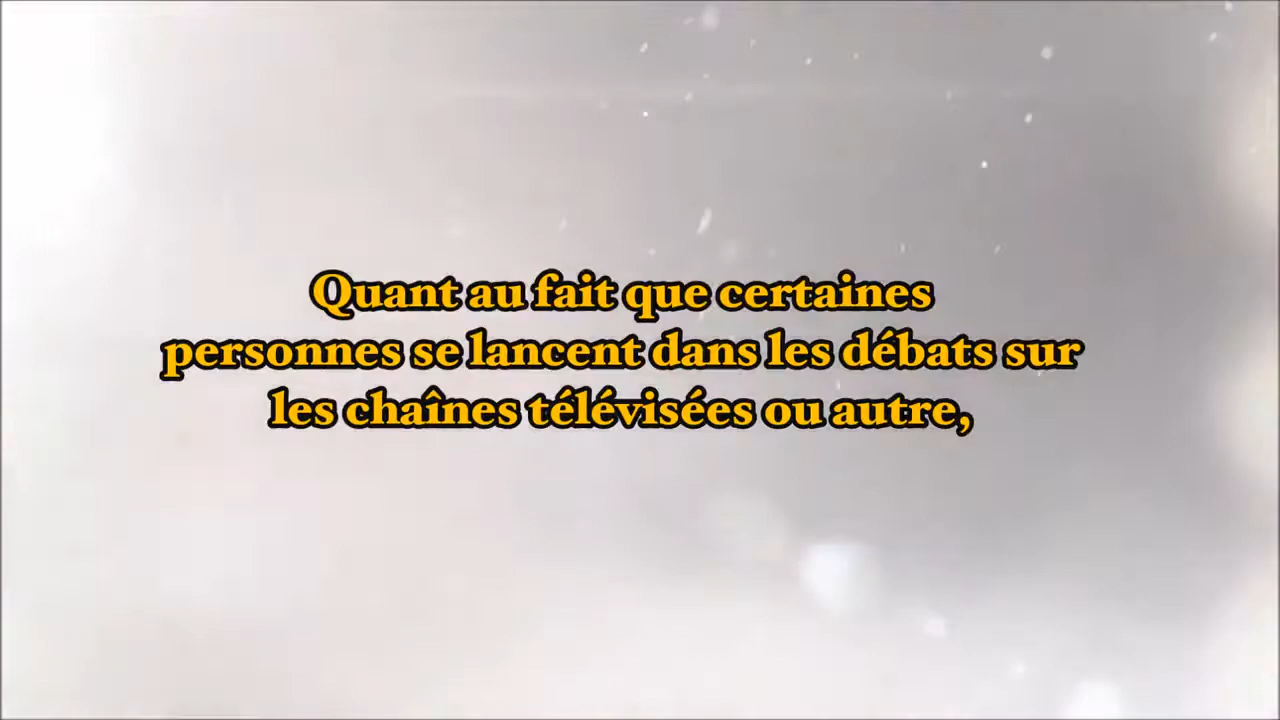 Quant au fait que certaines
personnes se lancent dans les débats sur
les chaînes télévisées ou autre,